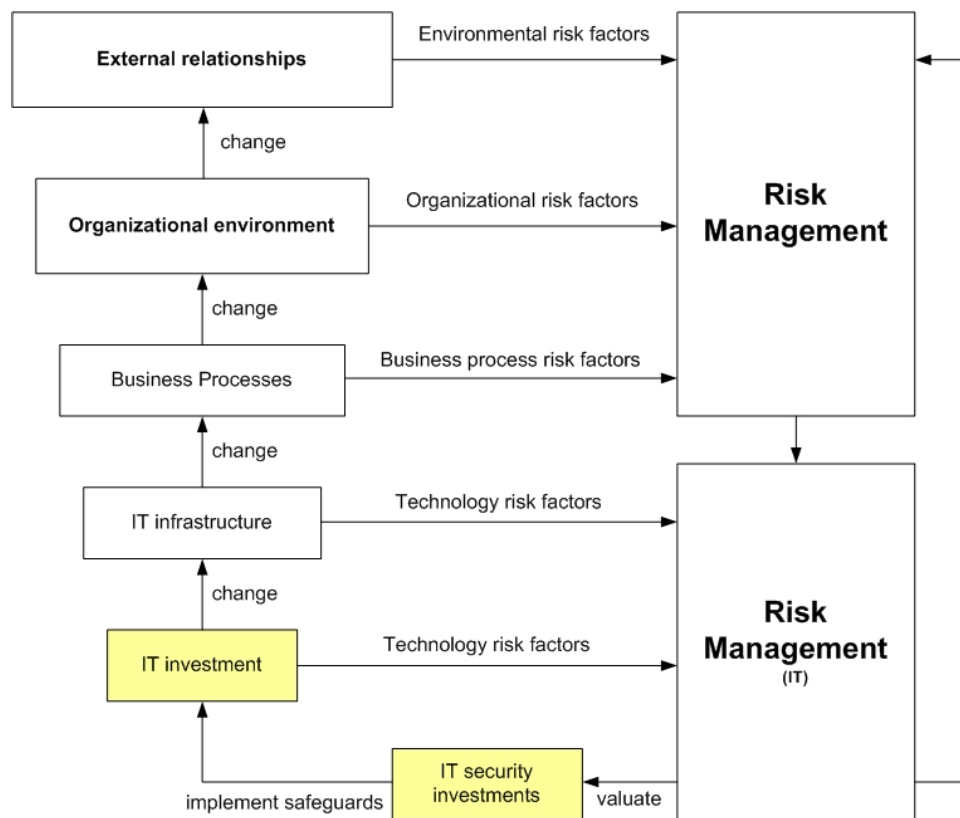 External relationships
Environmental risk factors
change
Organizational environment
Organizational risk factors
Risk
Management
change
Business Processes
Business process risk factors
change
IT infrastructure
Technology risk factors
change
IT investment
Technology risk factors
Risk
Management
(IT)
IT security
investments
implement safeguards
valuate